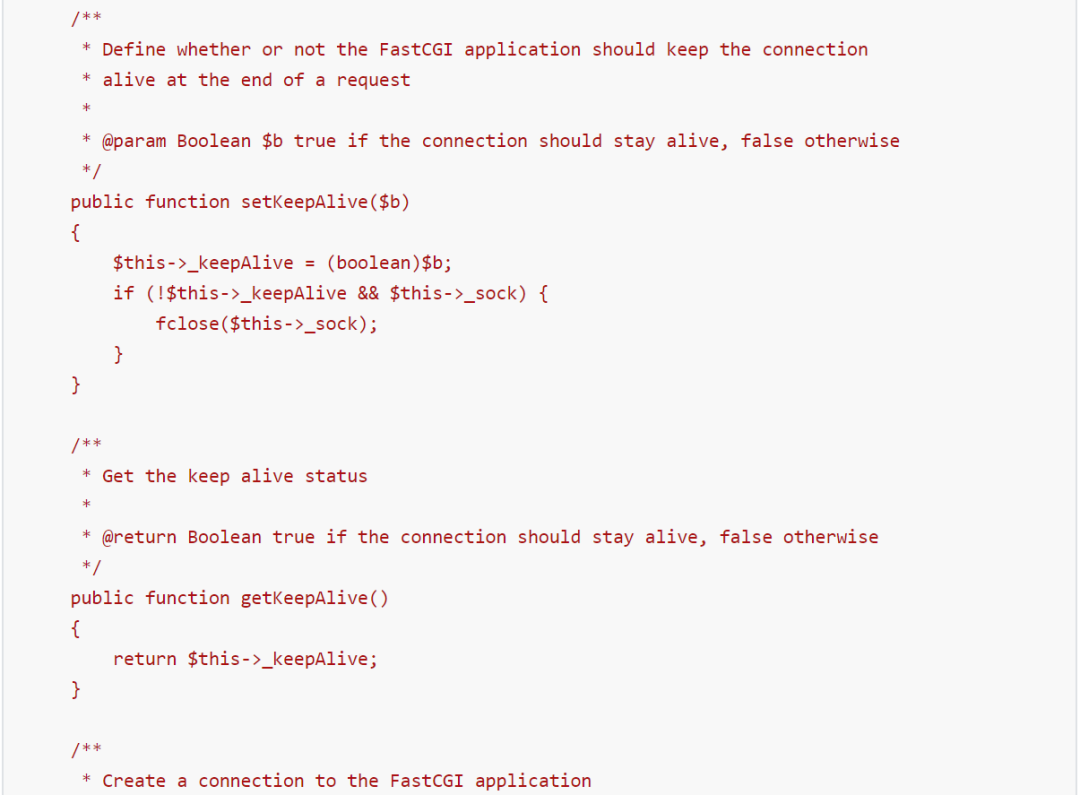 /**
 * Define whether or not the FastCGI application should keep the connection
 * alive at the end of a request
 *
 * @param Boolean $b true if the connection should stay alive, false otherwise
 */
public function setKeepAlive($b)
{
    $this->_keepAlive = (boolean)$b;
    if (!$this->_keepAlive && $this->_sock) {
        fclose($this->_sock);
    }
}

/**
 * Get the keep alive status
 *
 * @return Boolean true if the connection should stay alive, false otherwise
 */
public function getKeepAlive()
{
    return $this->_keepAlive;
}

/**
 * Create a connection to the FastCGI application